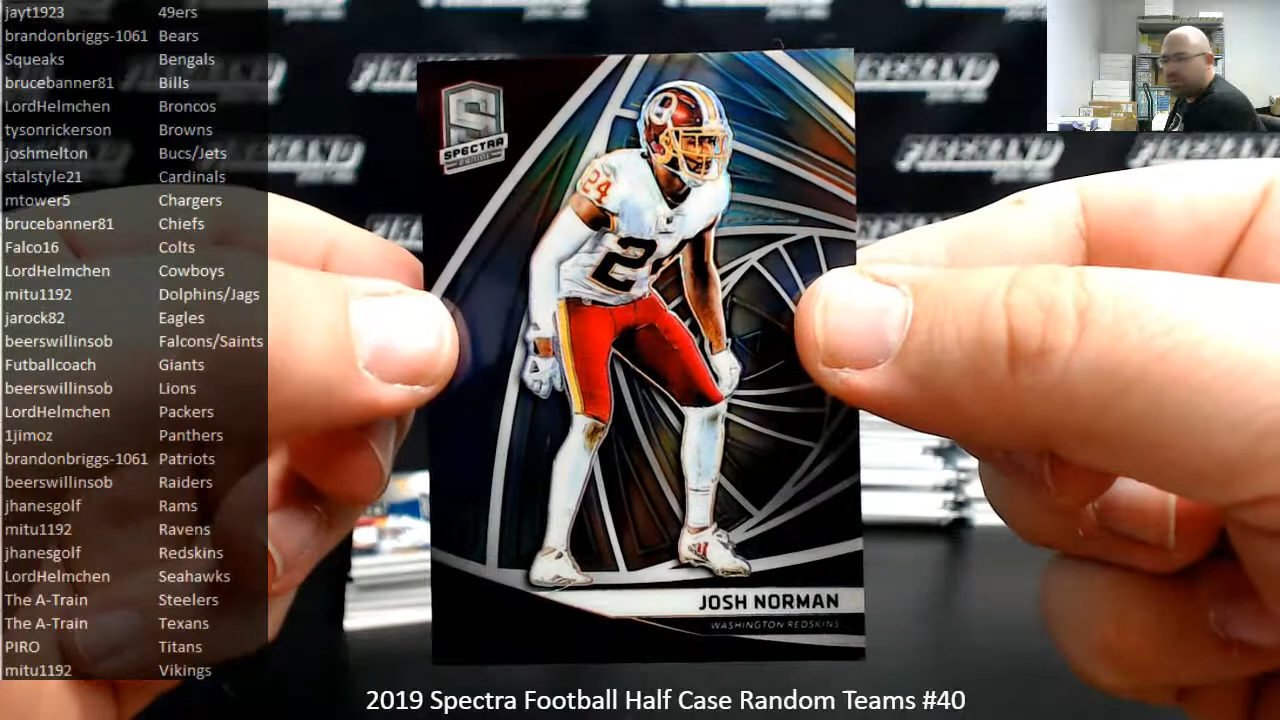 jayt1923 49ers
brandonbriggs-1061 Bears
Squeaks Bengals
brucebanner81 Bills
LordHelmchen Broncos
tysonrickerson Browns
joshmelton Bucs/Jets
stalstyle21 Cardinals
mtower5 Chargers
brucebanner81 Chiefs
Falco16 Colts
LordHelmchen Cowboys
mitu1192 Dolphins/Jags
jarock82 Eagles
beerswillinsob Falcons/Saints
Futballcoach Giants
beerswillinsob Lions
LordHelmchen Packers
1jimoz Panthers
brandonbriggs-1061 Patriots
beerswillinsob Raiders
jhanesgolf Rams
mitu1192 Ravens
jhanesgolf Redskins
LordHelmchen Seahawks
The A-Train Steelers
The A-Train Texans
PIRO Titans
mitu1192 Vikings
S
SPECTRA
24
24
JOSH NORMAN
WASHINGTON REDSKINS
2019 Spectra Football Half Case Random Teams #40